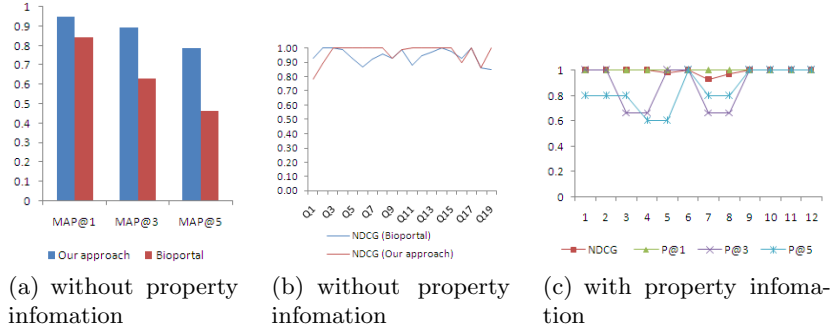 1
0.9
0.8
0.7
0.6
0.5
0.4
0.3
0.2
0.1
0
MAP@1 MAP@3 MAP@5
Our approach Bioportal
(a) without property
infomation
1.00
0.90
0.80
0.70
0.60
0.50
0.40
0.30
0.20
0.10
0.00
Q1 Q3 Q5 Q7 Q9 Q11 Q13 Q15 Q17 Q19
NDCG (Bioportal)
NDCG (Our approach)
(b) without property
infomation
1
0.8
0.6
0.4
0.2
0
1 2 3 4 5 6 7 8 9 10 11 12
NDCG P@1 P@3 P@5
(c) with property infoma-
tion